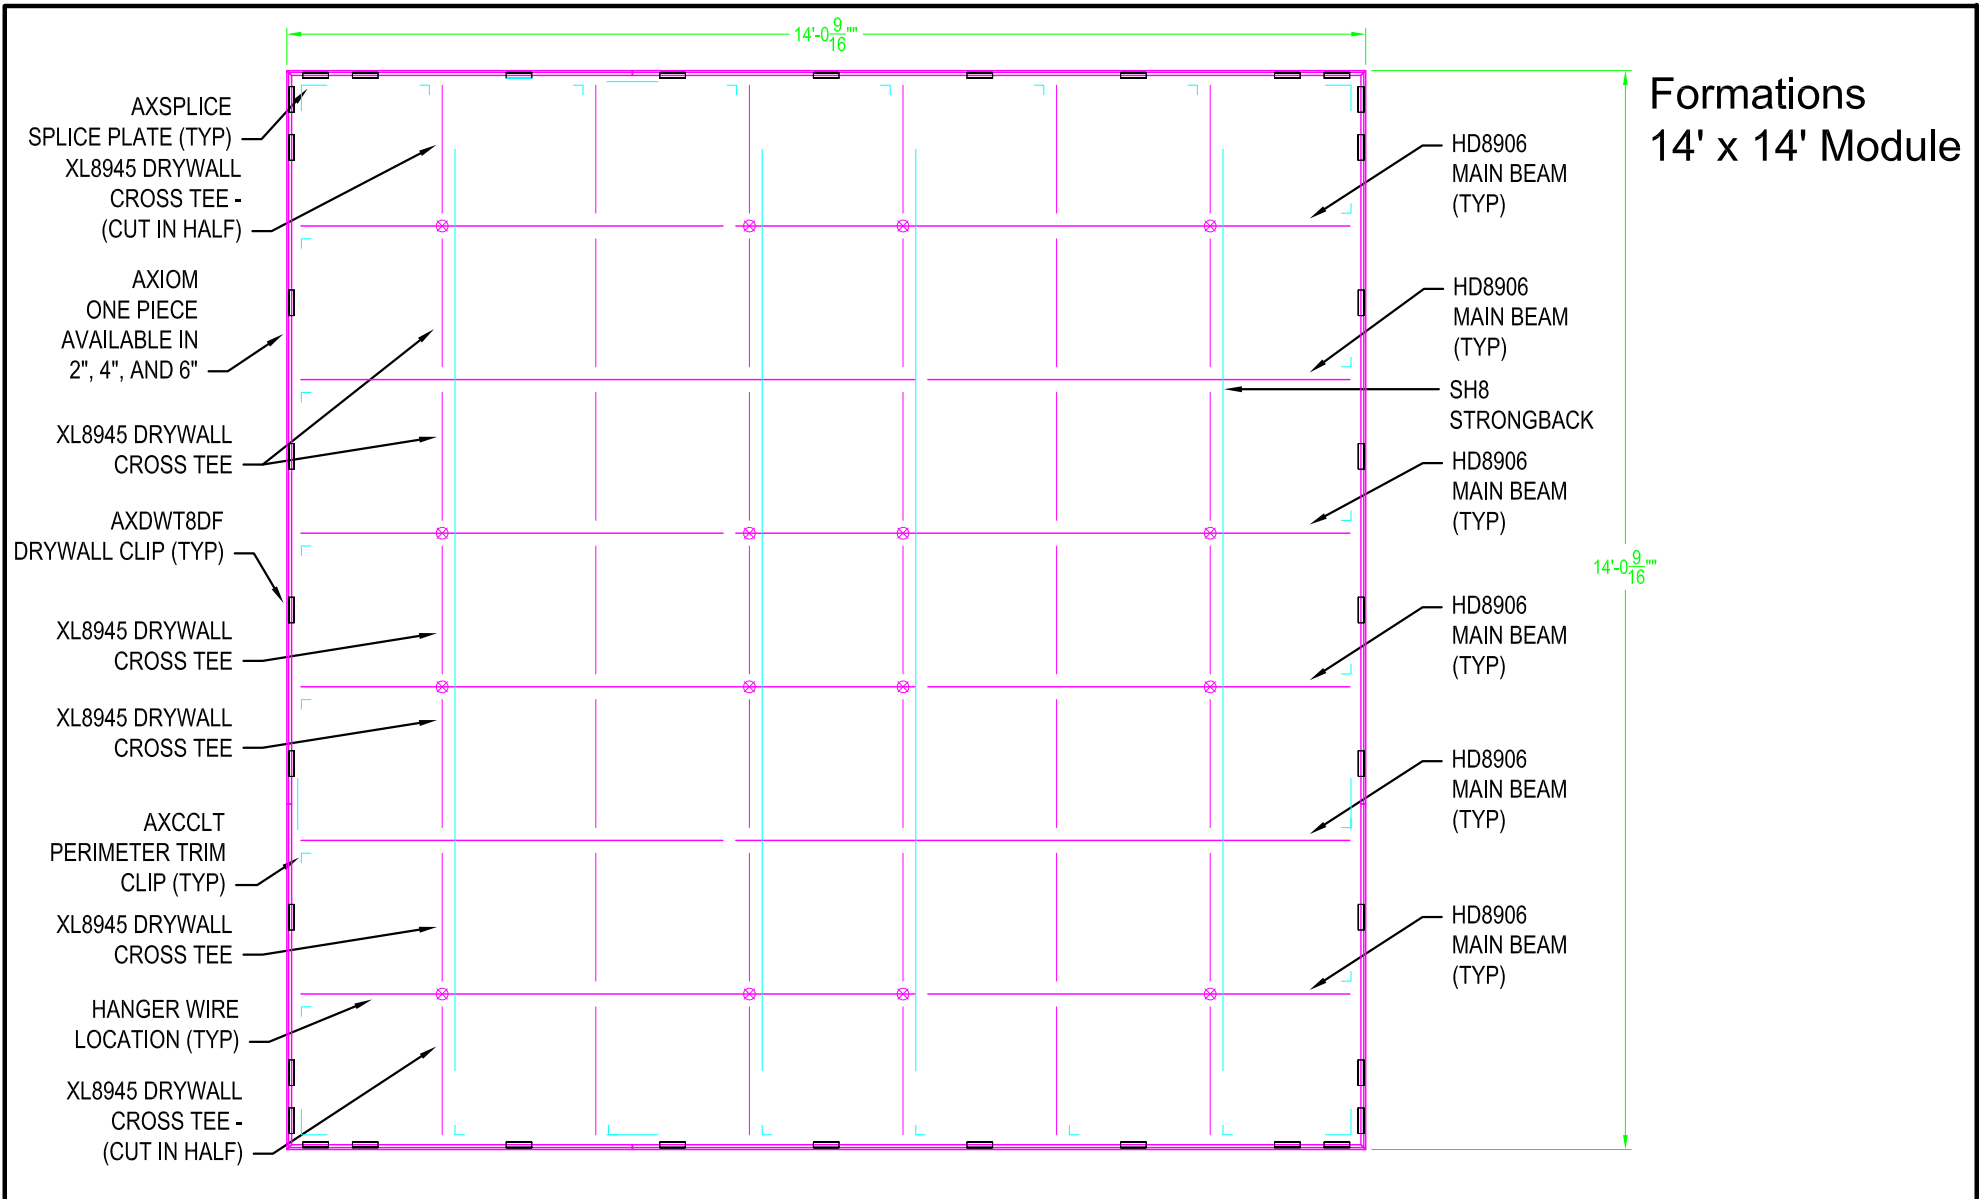 14'-0 9/16""
Formations
14' x 14' Module
AXSPLICE
SPLICE PLATE (TYP)
XL8945 DRYWALL
CROSS TEE -
(CUT IN HALF)
AXIOM
ONE PIECE
AVAILABLE IN
2", 4", AND 6"
XL8945 DRYWALL
CROSS TEE
AXDWT8DF
DRYWALL CLIP (TYP)
XL8945 DRYWALL
CROSS TEE
XL8945 DRYWALL
CROSS TEE
AXCCLT
PERIMETER TRIM
CLIP (TYP)
XL8945 DRYWALL
CROSS TEE
HANGER WIRE
LOCATION (TYP)
XL8945 DRYWALL
CROSS TEE -
(CUT IN HALF)
HD8906
MAIN BEAM
(TYP)
HD8906
MAIN BEAM
(TYP)
SH8
STRONGBACK
HD8906
MAIN BEAM
(TYP)
14'-0 9/16""
HD8906
MAIN BEAM
(TYP)
HD8906
MAIN BEAM
(TYP)
HD8906
MAIN BEAM
(TYP)